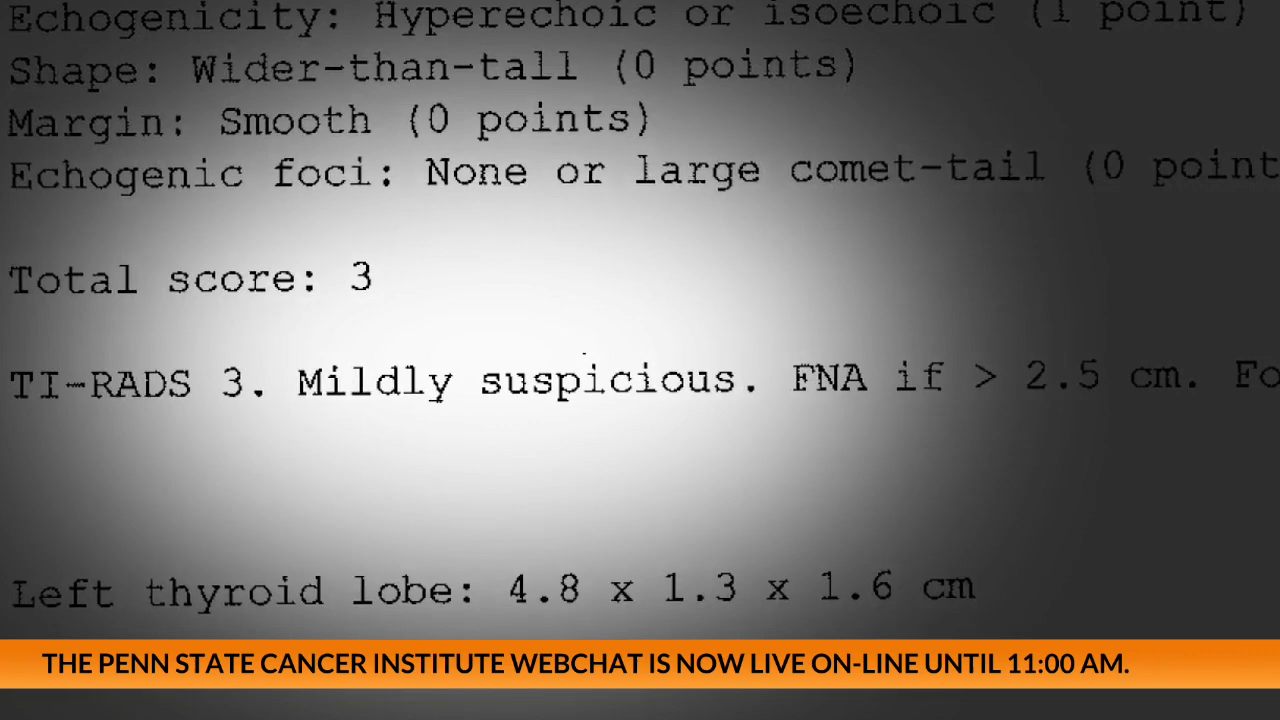 Echogenicity: Hyperechoic or isoechoic (1 point)
Shape: Wider-than-tall (0 points)
Margin: Smooth (0 points)
Echogenic foci: None or large comet-tail (0 point
Total score: 3
TI-RADS 3. Mildly suspicious. FNA if > 2.5 cm. Fo
Left thyroid lobe: 4.8 x 1.3 x 1.6 cm
THE PENN STATE CANCER INSTITUTE WEBCHAT IS NOW LIVE ON-LINE UNTIL 11:00 AM.